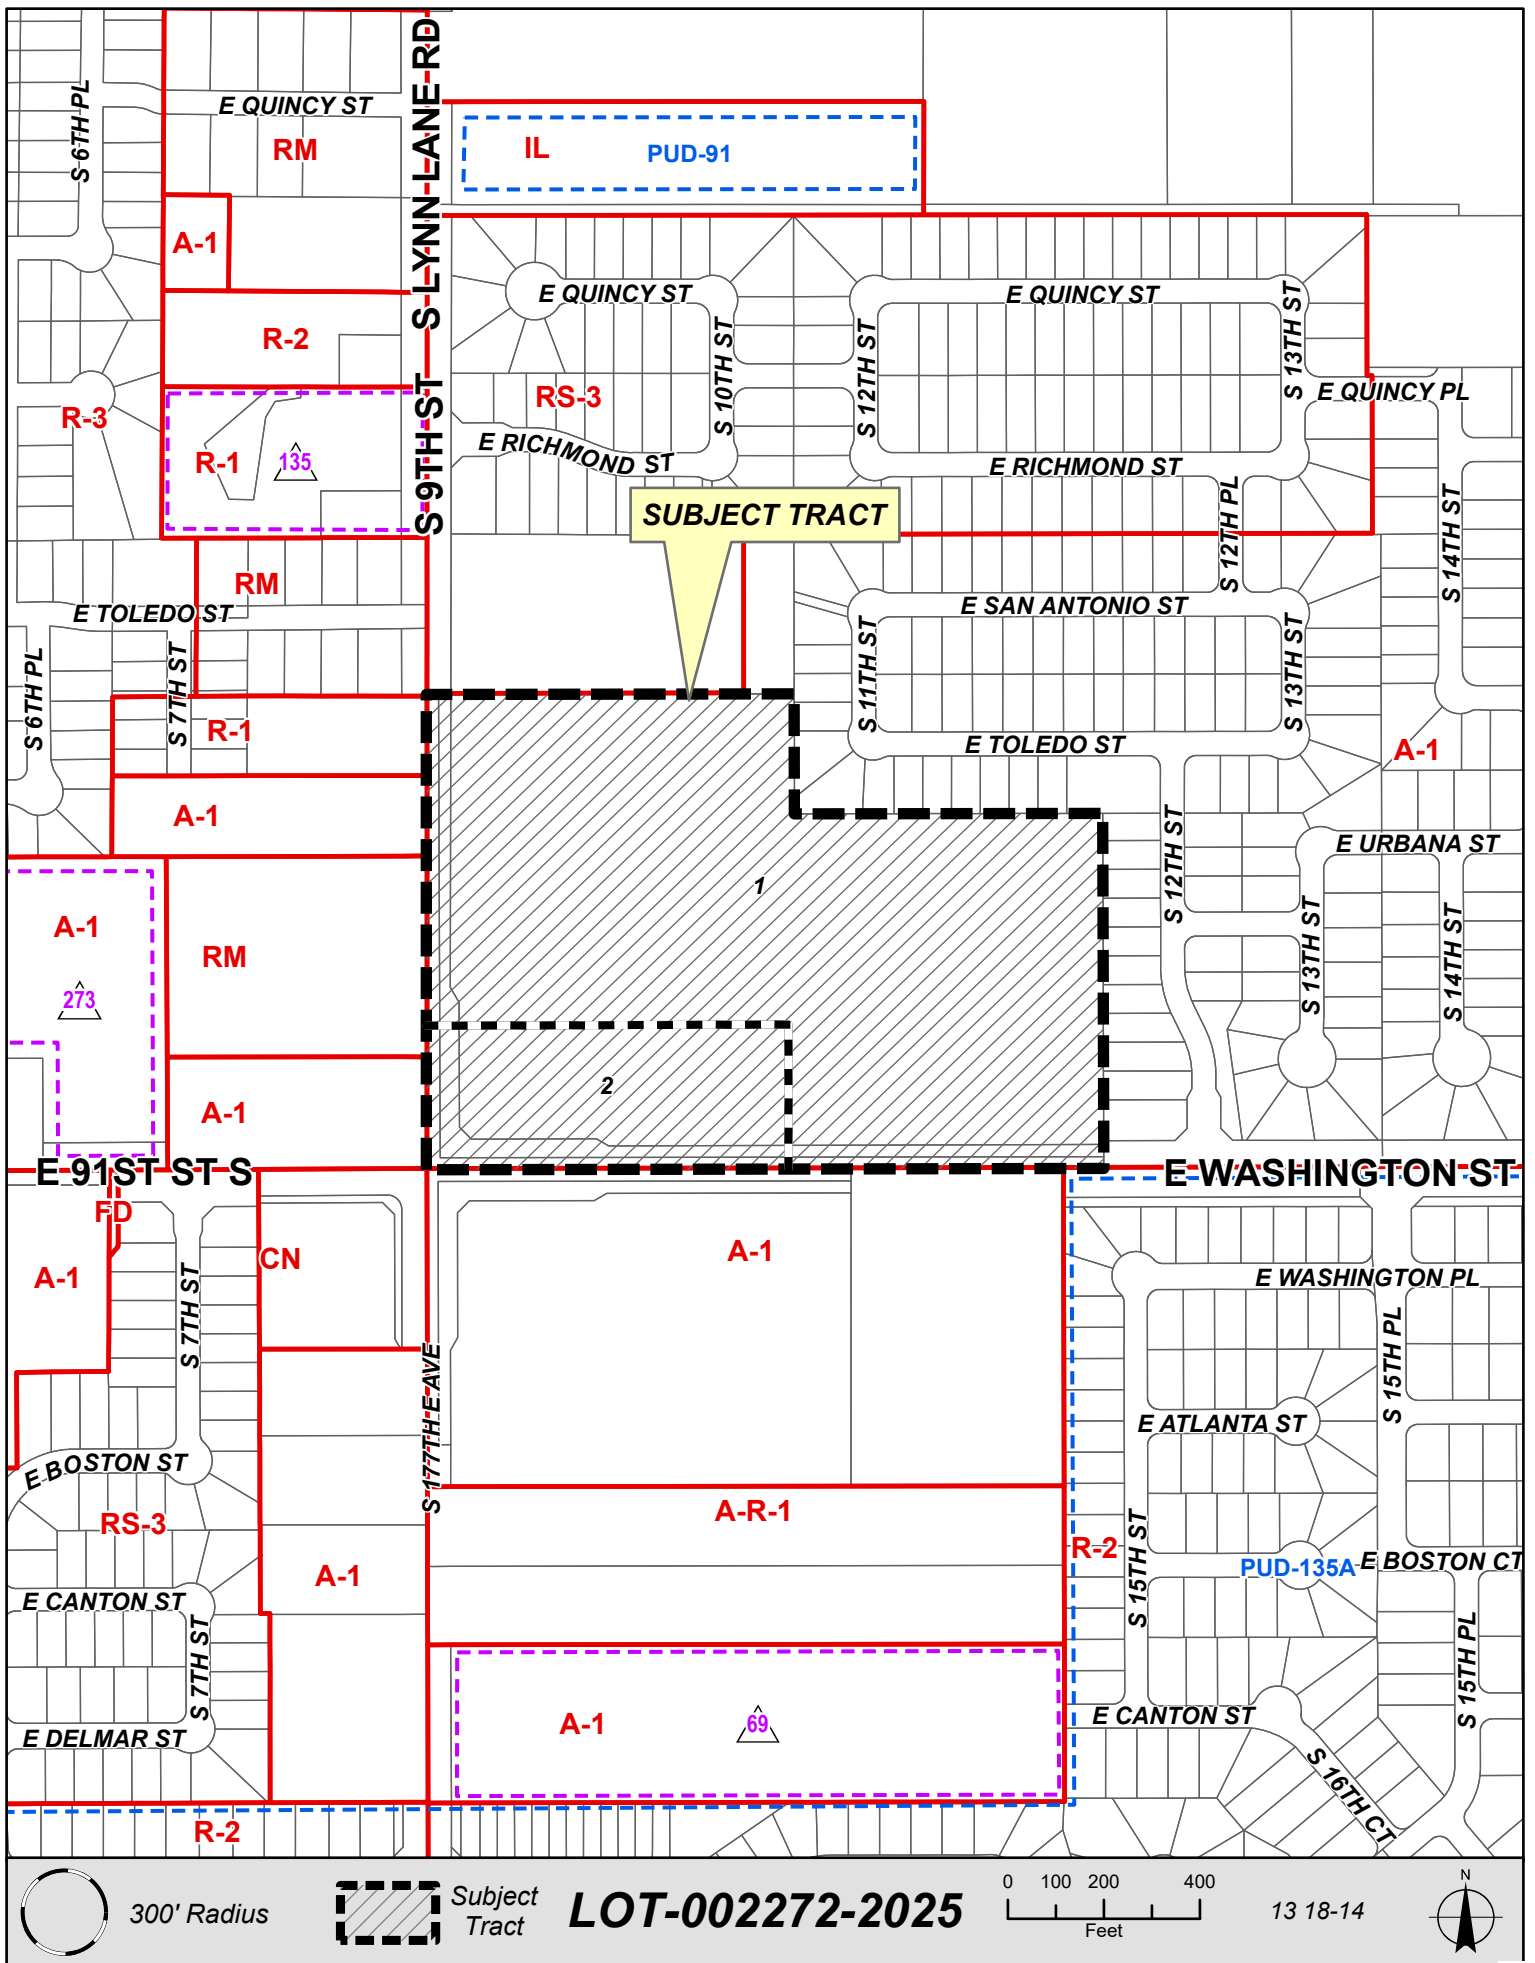 S 6TH PL
E QUINCY ST
S LYNN LANE RD
RM
IL
PUD-91
A-1
E QUINCY ST
E QUINCY ST
S 13TH ST
R-2
S 10TH ST
S 12TH ST
RS-3
E QUINCY PL
R-3
S 9TH ST
E RICHMOND ST
E RICHMOND ST
R-1
135
SUBJECT TRACT
S 12TH PL
S 14TH ST
RM
E TOLEDO ST
E SAN ANTONIO ST
S 6TH PL
S 7TH ST
S 11TH ST
S 13TH ST
R-1
E TOLEDO ST
A-1
A-1
S 12TH ST
E URBANA ST
1
A-1
RM
S 13TH ST
S 14TH ST
273
2
A-1
E 91ST ST S
E WASHINGTON ST
FD
A-1
CN
A-1
E WASHINGTON PL
S 7TH ST
S 177TH E AVE
S 15TH PL
E ATLANTA ST
E BOSTON ST
A-R-1
RS-3
R-2
S 15TH ST
PUD-135A
E BOSTON CT
A-1
E CANTON ST
S 7TH ST
S 15TH PL
A-1
69
E CANTON ST
E DELMAR ST
S 16TH CT
R-2
300' Radius
Subject
Tract
LOT-002272-2025
0 100 200 400
Feet
13 18-14
N